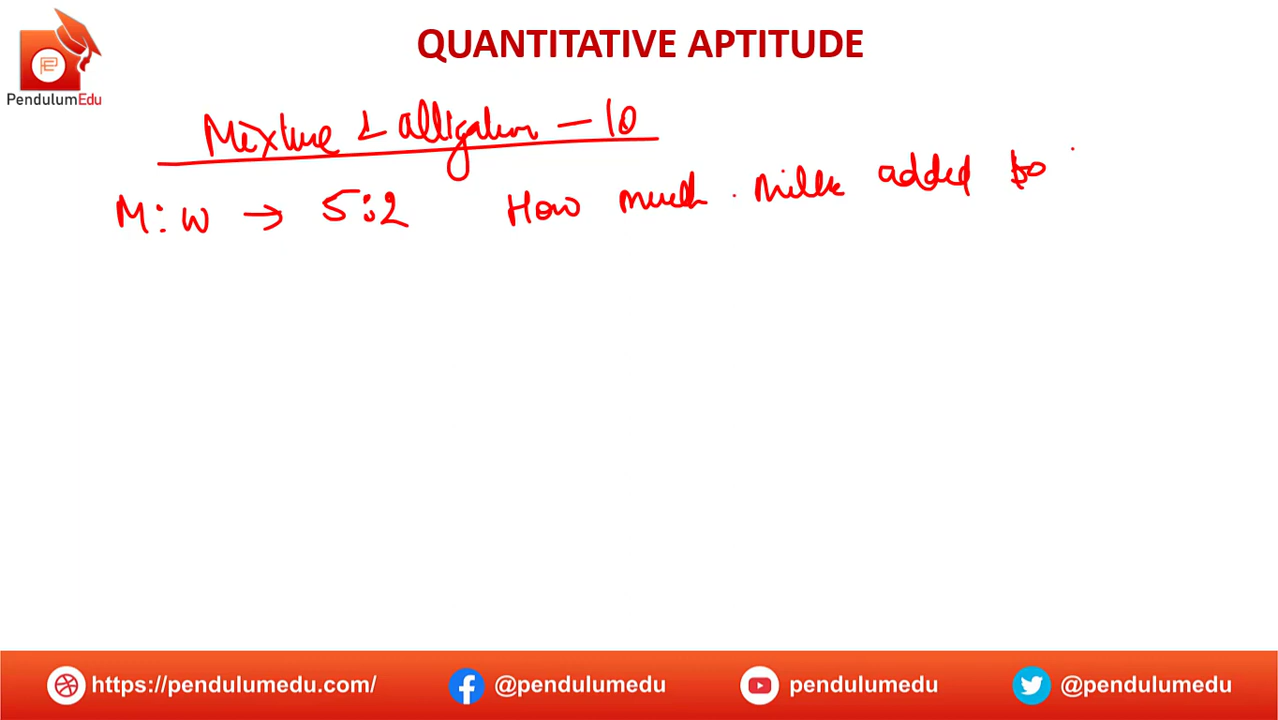 QUANTITATIVE APTITUDE
PendulumEdu
Mixture & alligation - 10
M:W → 5:2 How much milk added to
https://pendulumedu.com/ @pendulumedu pendulumedu @pendulumedu